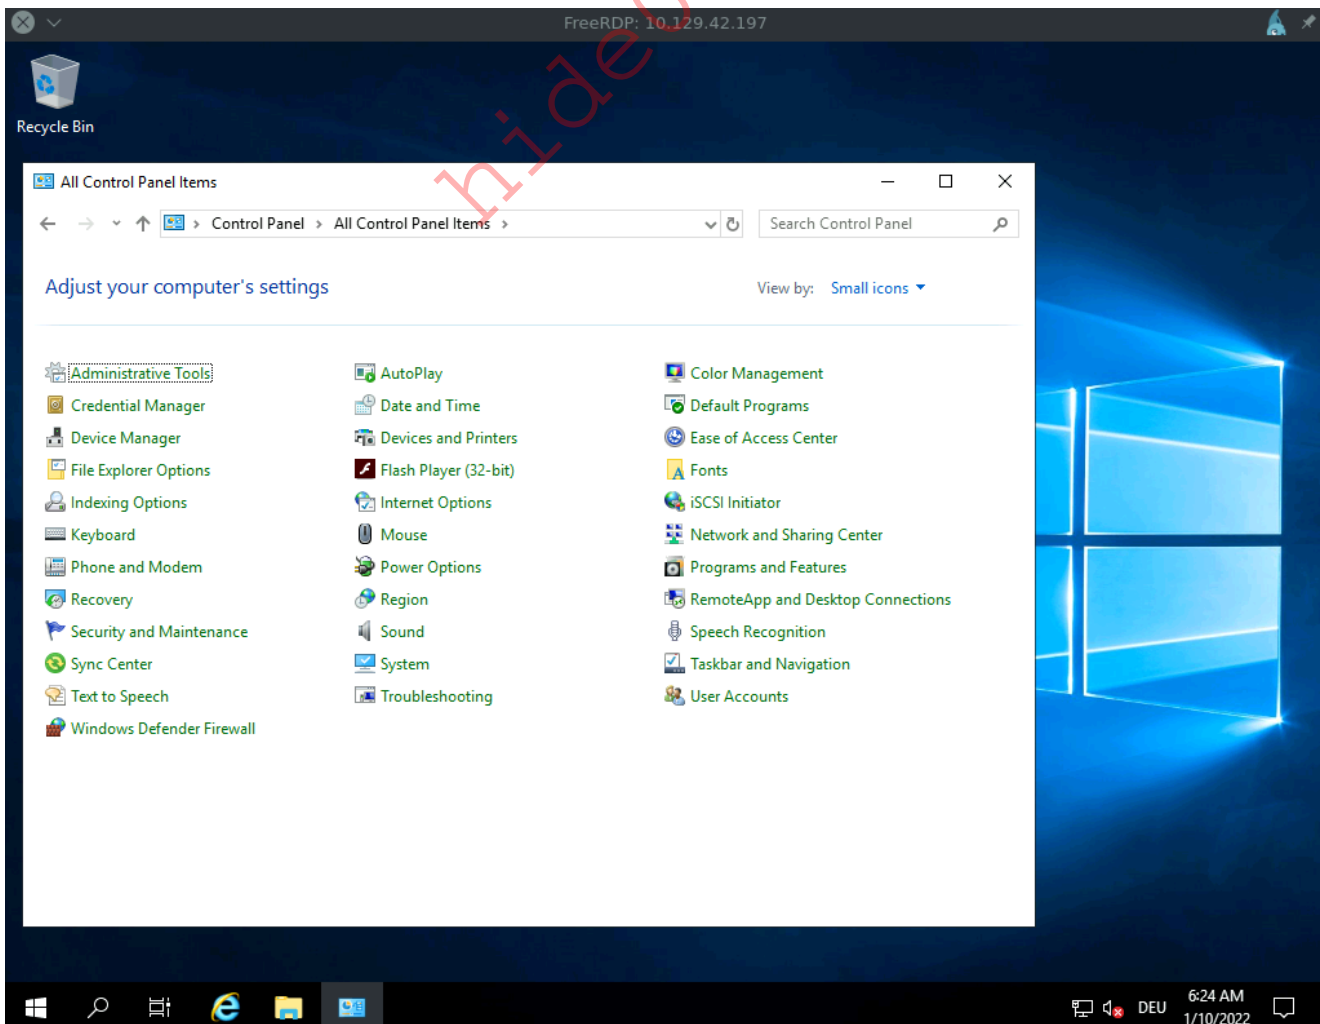 FreeRDP: 10.129.42.197
hide
Recycle Bin
All Control Panel Items
Control Panel > All Control Panel Items >
Search Control Panel
Adjust your computer's settings
View by: Small icons
Administrative Tools
AutoPlay
Color Management
Credential Manager
Date and Time
Default Programs
Device Manager
Devices and Printers
Ease of Access Center
File Explorer Options
Flash Player (32-bit)
Fonts
Indexing Options
Internet Options
iSCSI Initiator
Keyboard
Mouse
Network and Sharing Center
Phone and Modem
Power Options
Programs and Features
Recovery
Region
RemoteApp and Desktop Connections
Security and Maintenance
Sound
Speech Recognition
Sync Center
System
Taskbar and Navigation
Text to Speech
Troubleshooting
User Accounts
Windows Defender Firewall
DEU
6:24 AM
1/10/2022